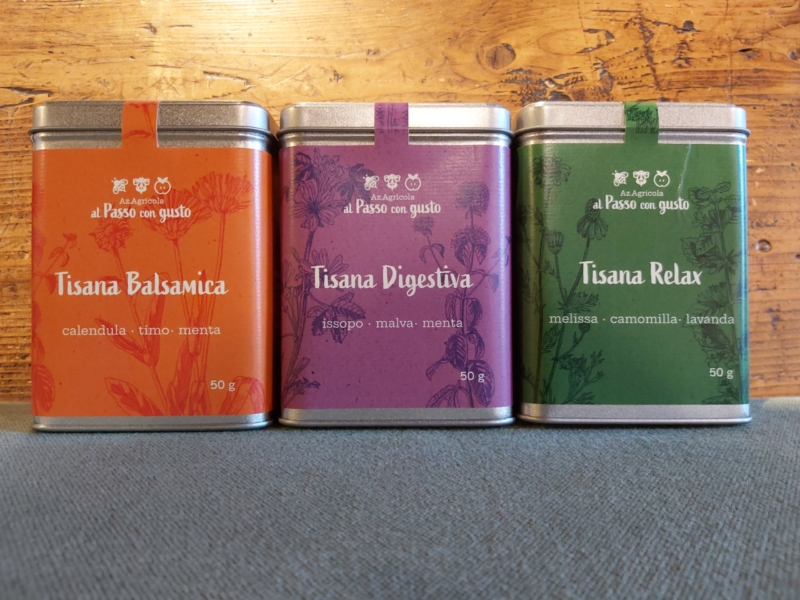 Az.Agricola
al Passo con gusto
Tisana Balsamica
calendula · timo · menta
50 g
Az.Agricola
al Passo con gusto
Tisana Digestiva
issopo · malva · menta
50 g
Az.Agricola
al Passo con gusto
Tisana Relax
melissa · camomilla · lavanda
50 g